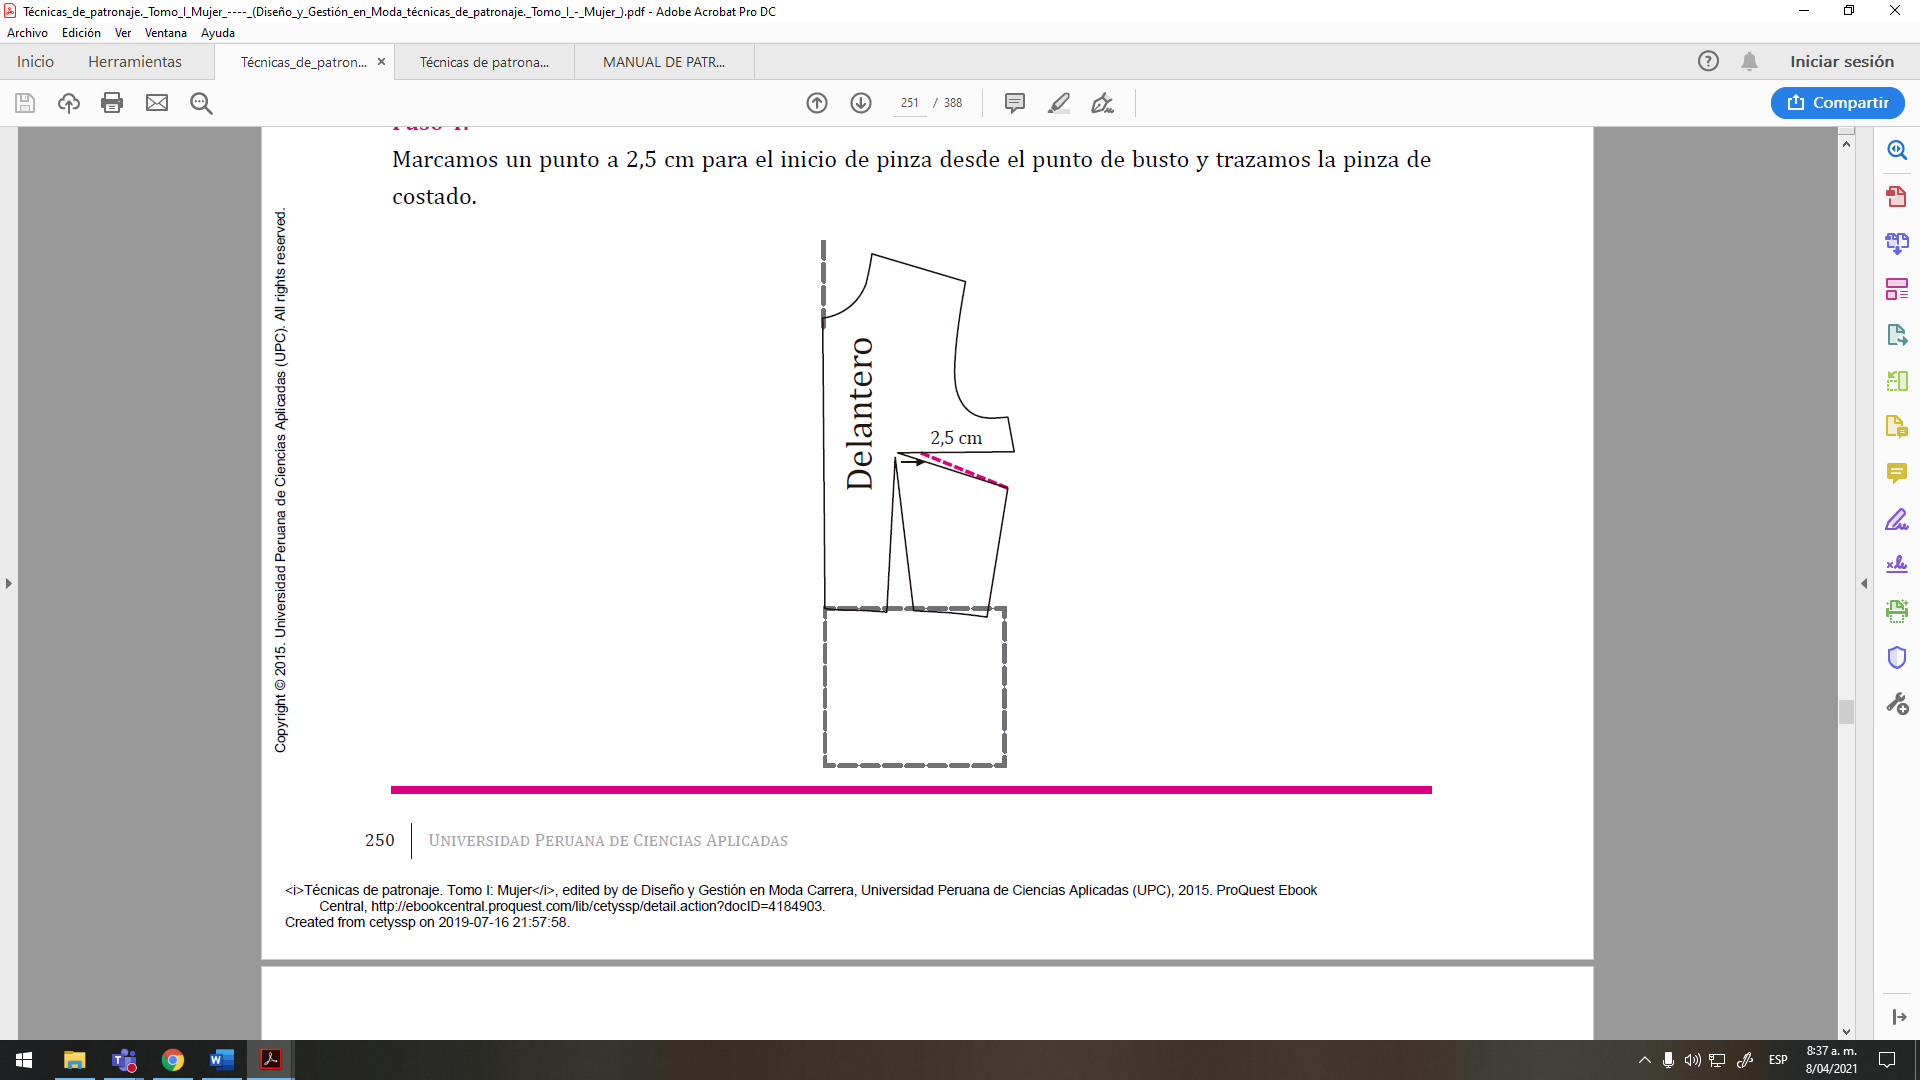 Técnicas_de_patronaje._Tomo_I_Mujer_----_(Diseño_y_Gestión_en_Moda_técnicas_de_patronaje._Tomo_I_-_Mujer_).pdf - Adobe Acrobat Pro DC
Archivo Edición Ver Ventana Ayuda
Inicio Herramientas Técnicas_de_patron... Técnicas de patrona... MANUAL DE PATR... Iniciar sesión
251 / 388 Compartir
Marcamos un punto a 2,5 cm para el inicio de pinza desde el punto de busto y trazamos la pinza de
costado.
Copyright © 2015. Universidad Peruana de Ciencias Aplicadas (UPC). All rights reserved.
Delantero
2,5 cm
250 UNIVERSIDAD PERUANA DE CIENCIAS APLICADAS
<i>Técnicas de patronaje. Tomo I: Mujer</i>, edited by de Diseño y Gestión en Moda Carrera, Universidad Peruana de Ciencias Aplicadas (UPC), 2015. ProQuest Ebook
Central, http://ebookcentral.proquest.com/lib/cetyssp/detail.action?docID=4184903.
Created from cetyssp on 2019-07-16 21:57:58.
ESP
8:37 a. m.
8/04/2021